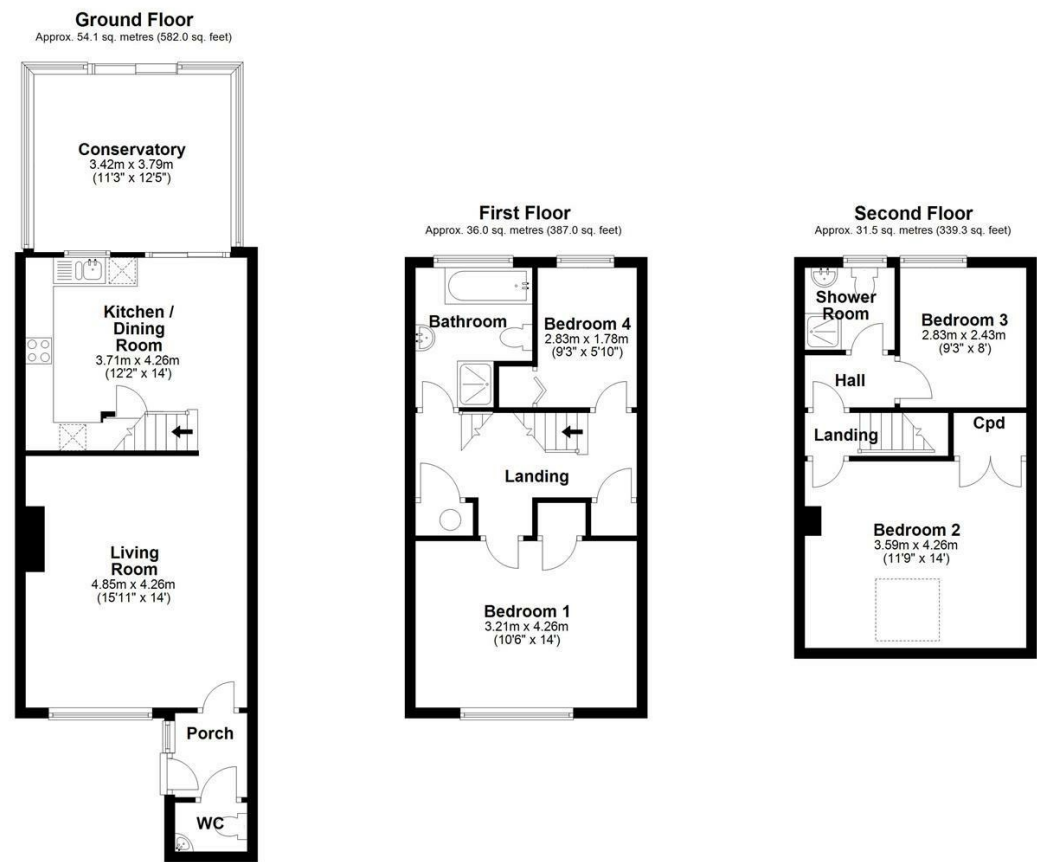 Ground Floor
Approx. 54.1 sq. metres (582.0 sq. feet)
Conservatory
3.42m x 3.79m
(11'3" x 12'5")
Kitchen /
Dining
Room
3.71m x 4.26m
(12'2" x 14')
Living
Room
4.85m x 4.26m
(15'11" x 14')
Porch
WC
First Floor
Approx. 36.0 sq. metres (387.0 sq. feet)
Bathroom
Bedroom 4
2.83m x 1.78m
(9'3" x 5'10")
Landing
Bedroom 1
3.21m x 4.26m
(10'6" x 14')
Second Floor
Approx. 31.5 sq. metres (339.3 sq. feet)
Shower
Room
Bedroom 3
2.83m x 2.43m
(9'3" x 8')
Hall
Landing
Cpd
Bedroom 2
3.59m x 4.26m
(11'9" x 14')